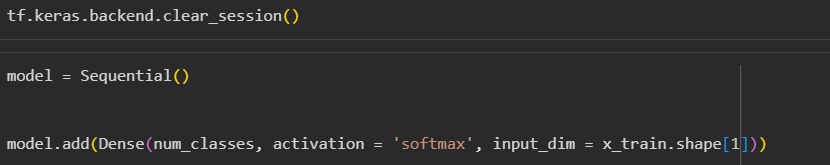 tf.keras.backend.clear_session()
model = Sequential()
model.add(Dense(num_classes, activation = 'softmax', input_dim = x_train.shape[1]))